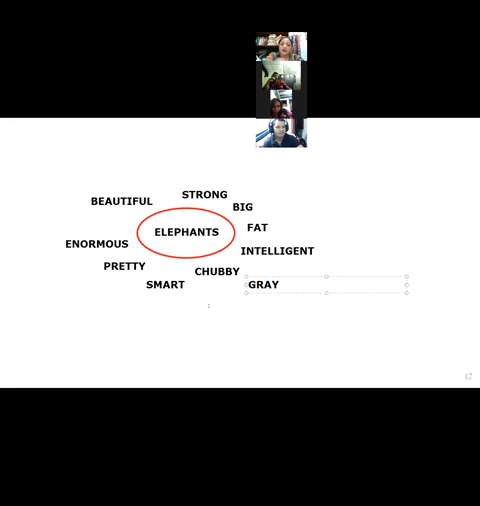 STRONG
BEAUTIFUL
BIG
FAT
ELEPHANTS
ENORMOUS
INTELLIGENT
PRETTY
CHUBBY
SMART
GRAY